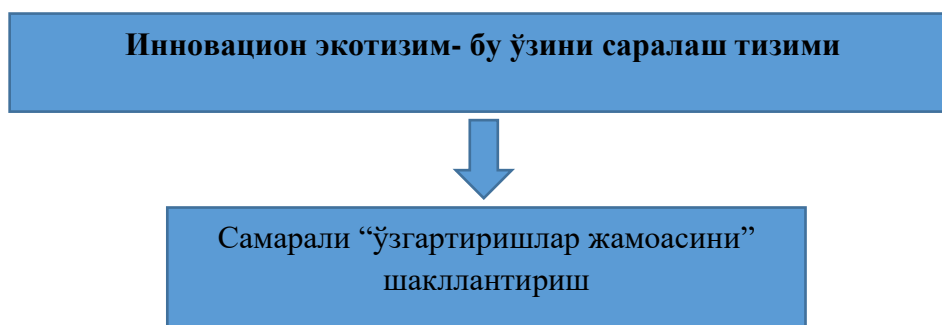 Инновацион экотизим- бу ўзини саралаш тизими
Самарали “ўзгартиришлар жамоасини”
шакллантириш